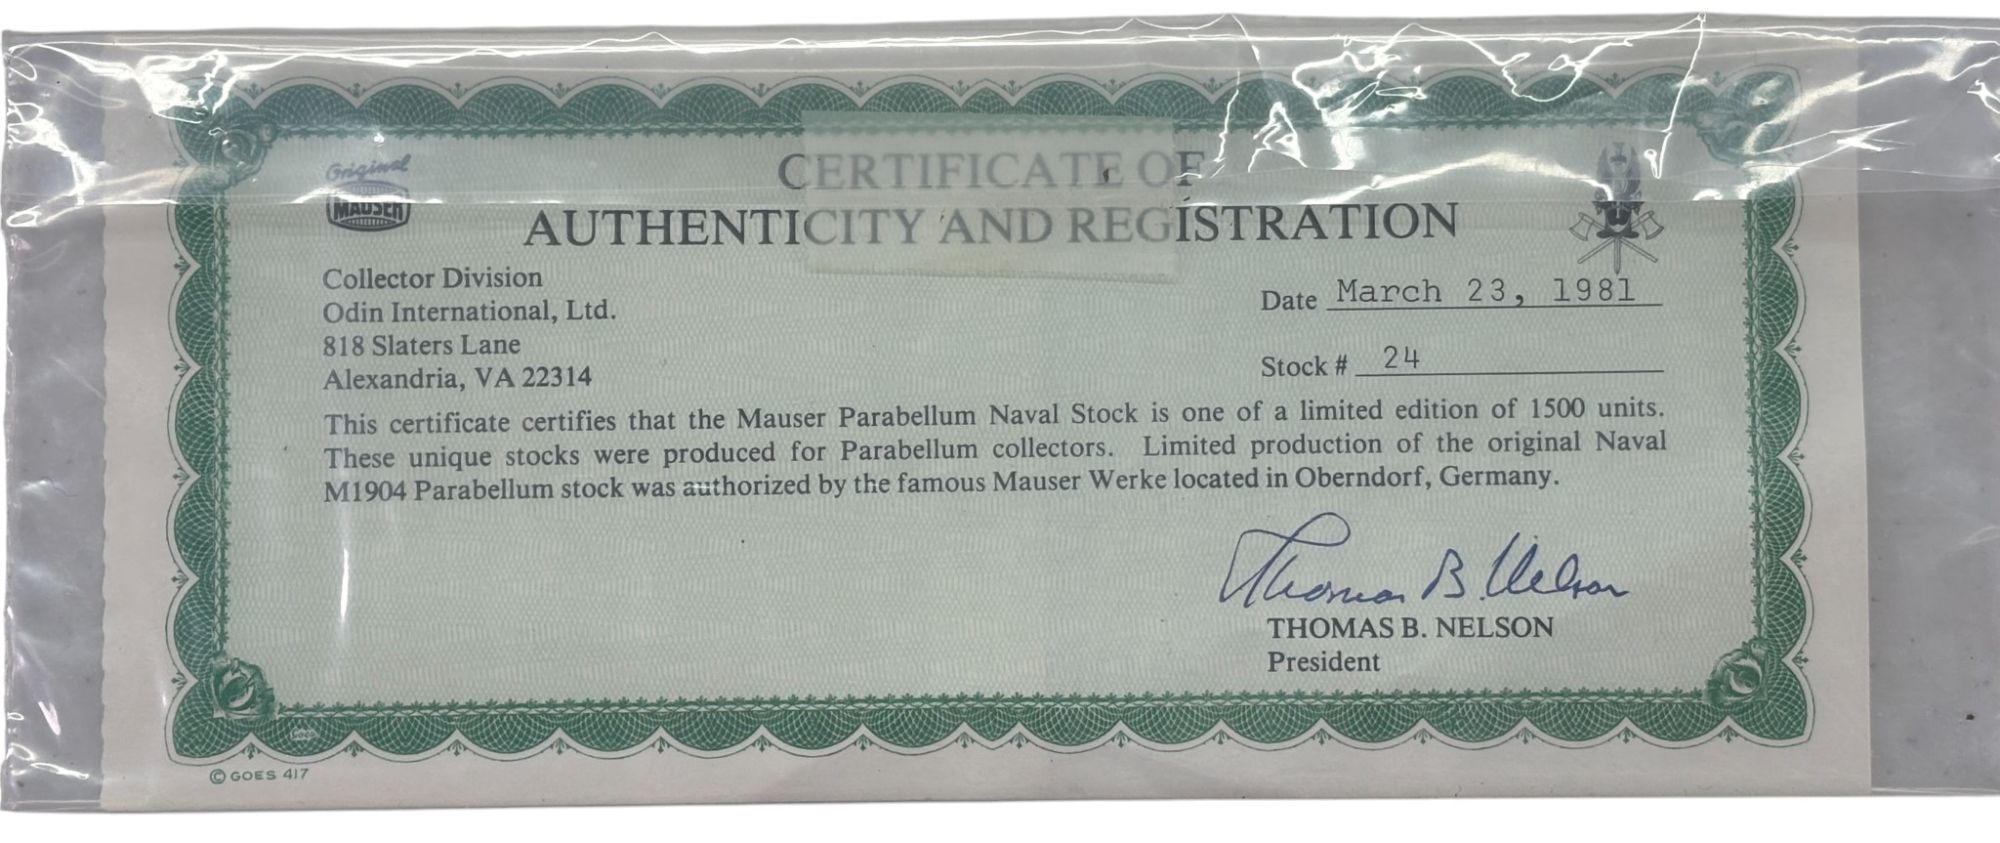 Original
MAUSER
CERTIFICATE OF
AUTHENTICITY AND REGISTRATION
Collector Division
Odin International, Ltd.
818 Slaters Lane
Alexandria, VA 22314
Date March 23, 1981
Stock # 24
This certificate certifies that the Mauser Parabellum Naval Stock is one of a limited edition of 1500 units.
These unique stocks were produced for Parabellum collectors. Limited production of the original Naval
M1904 Parabellum stock was authorized by the famous Mauser Werke located in Oberndorf, Germany.
Thomas B. Nelson
THOMAS B. NELSON
President
Goes
© GOES 417